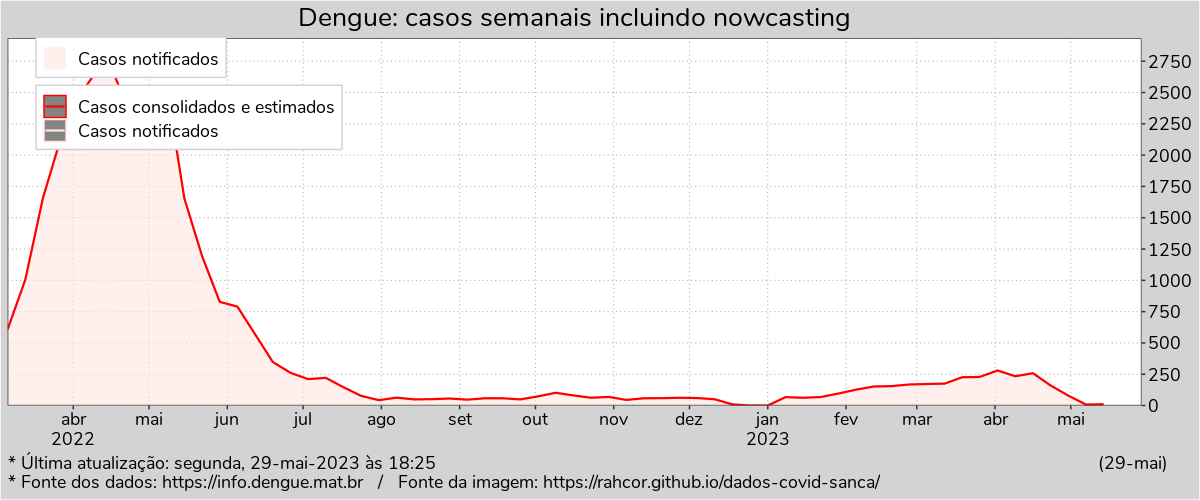 Dengue: casos semanais incluindo nowcasting
Casos notificados
Casos consolidados e estimados
Casos notificados
2750
2500
2250
2000
1750
1500
1250
1000
750
500
250
0
abr mai jun jul ago set out nov dez jan fev mar abr mai
2022 2023
* Última atualização: segunda, 29-mai-2023 às 18:25 (29-mai)
* Fonte dos dados: https://info.dengue.mat.br / Fonte da imagem: https://rahcor.github.io/dados-covid-sanca/